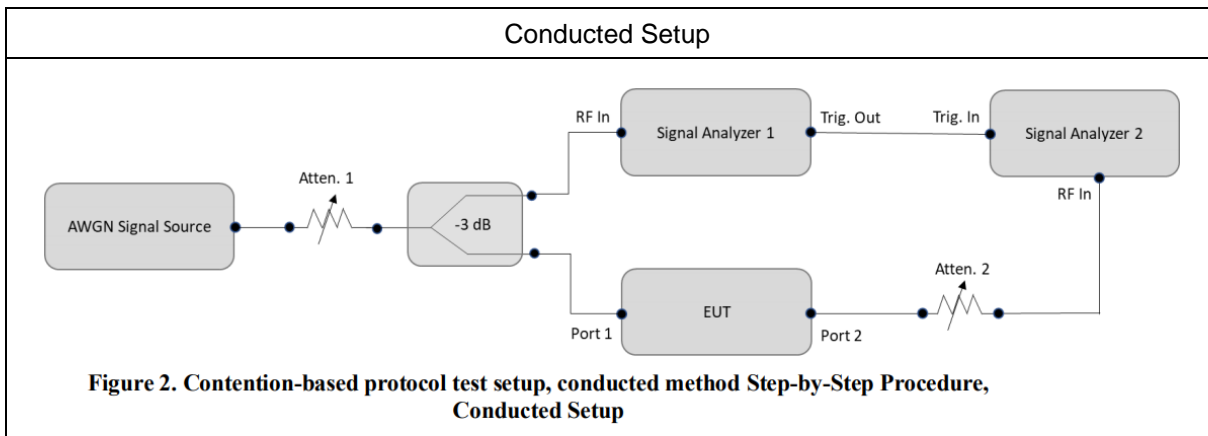 Conducted Setup
RF In
Signal Analyzer 1
Trig. Out
Trig. In
Signal Analyzer 2
RF In
Atten. 1
AWGN Signal Source
-3 dB
Atten. 2
EUT
Port 1
Port 2
Figure 2. Contention-based protocol test setup, conducted method Step-by-Step Procedure,
Conducted Setup